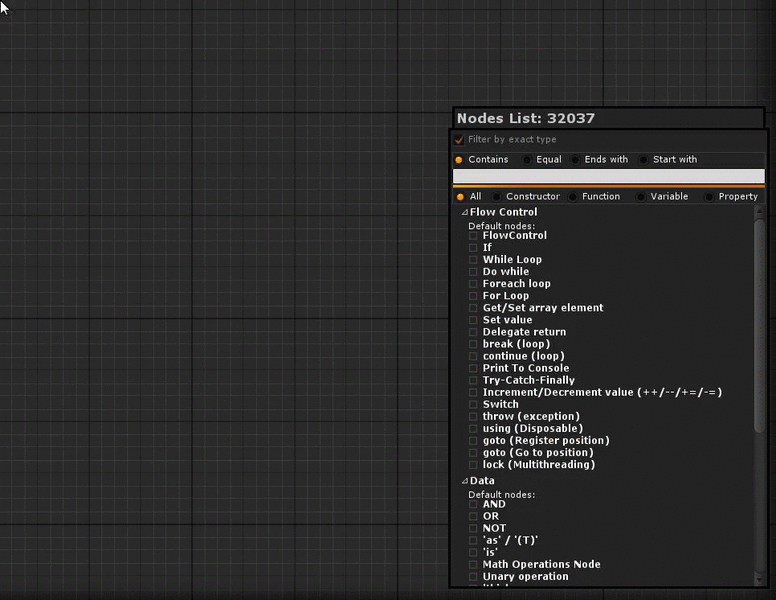 Nodes List: 32037
Filter by exact type
Contains Equal Ends with Start with
All Constructor Function Variable Property
Flow Control
Default nodes:
FlowControl
If
While Loop
Do while
Foreach loop
For Loop
Get/Set array element
Set value
Delegate return
break (loop)
continue (loop)
Print To Console
Try-Catch-Finally
Increment/Decrement value (++/--/+=/-=)
Switch
throw (exception)
using (Disposable)
goto (Register position)
goto (Go to position)
lock (Multithreading)
Data
Default nodes:
AND
OR
NOT
'as' / '(T)'
'is'
Math Operations Node
Unary operation